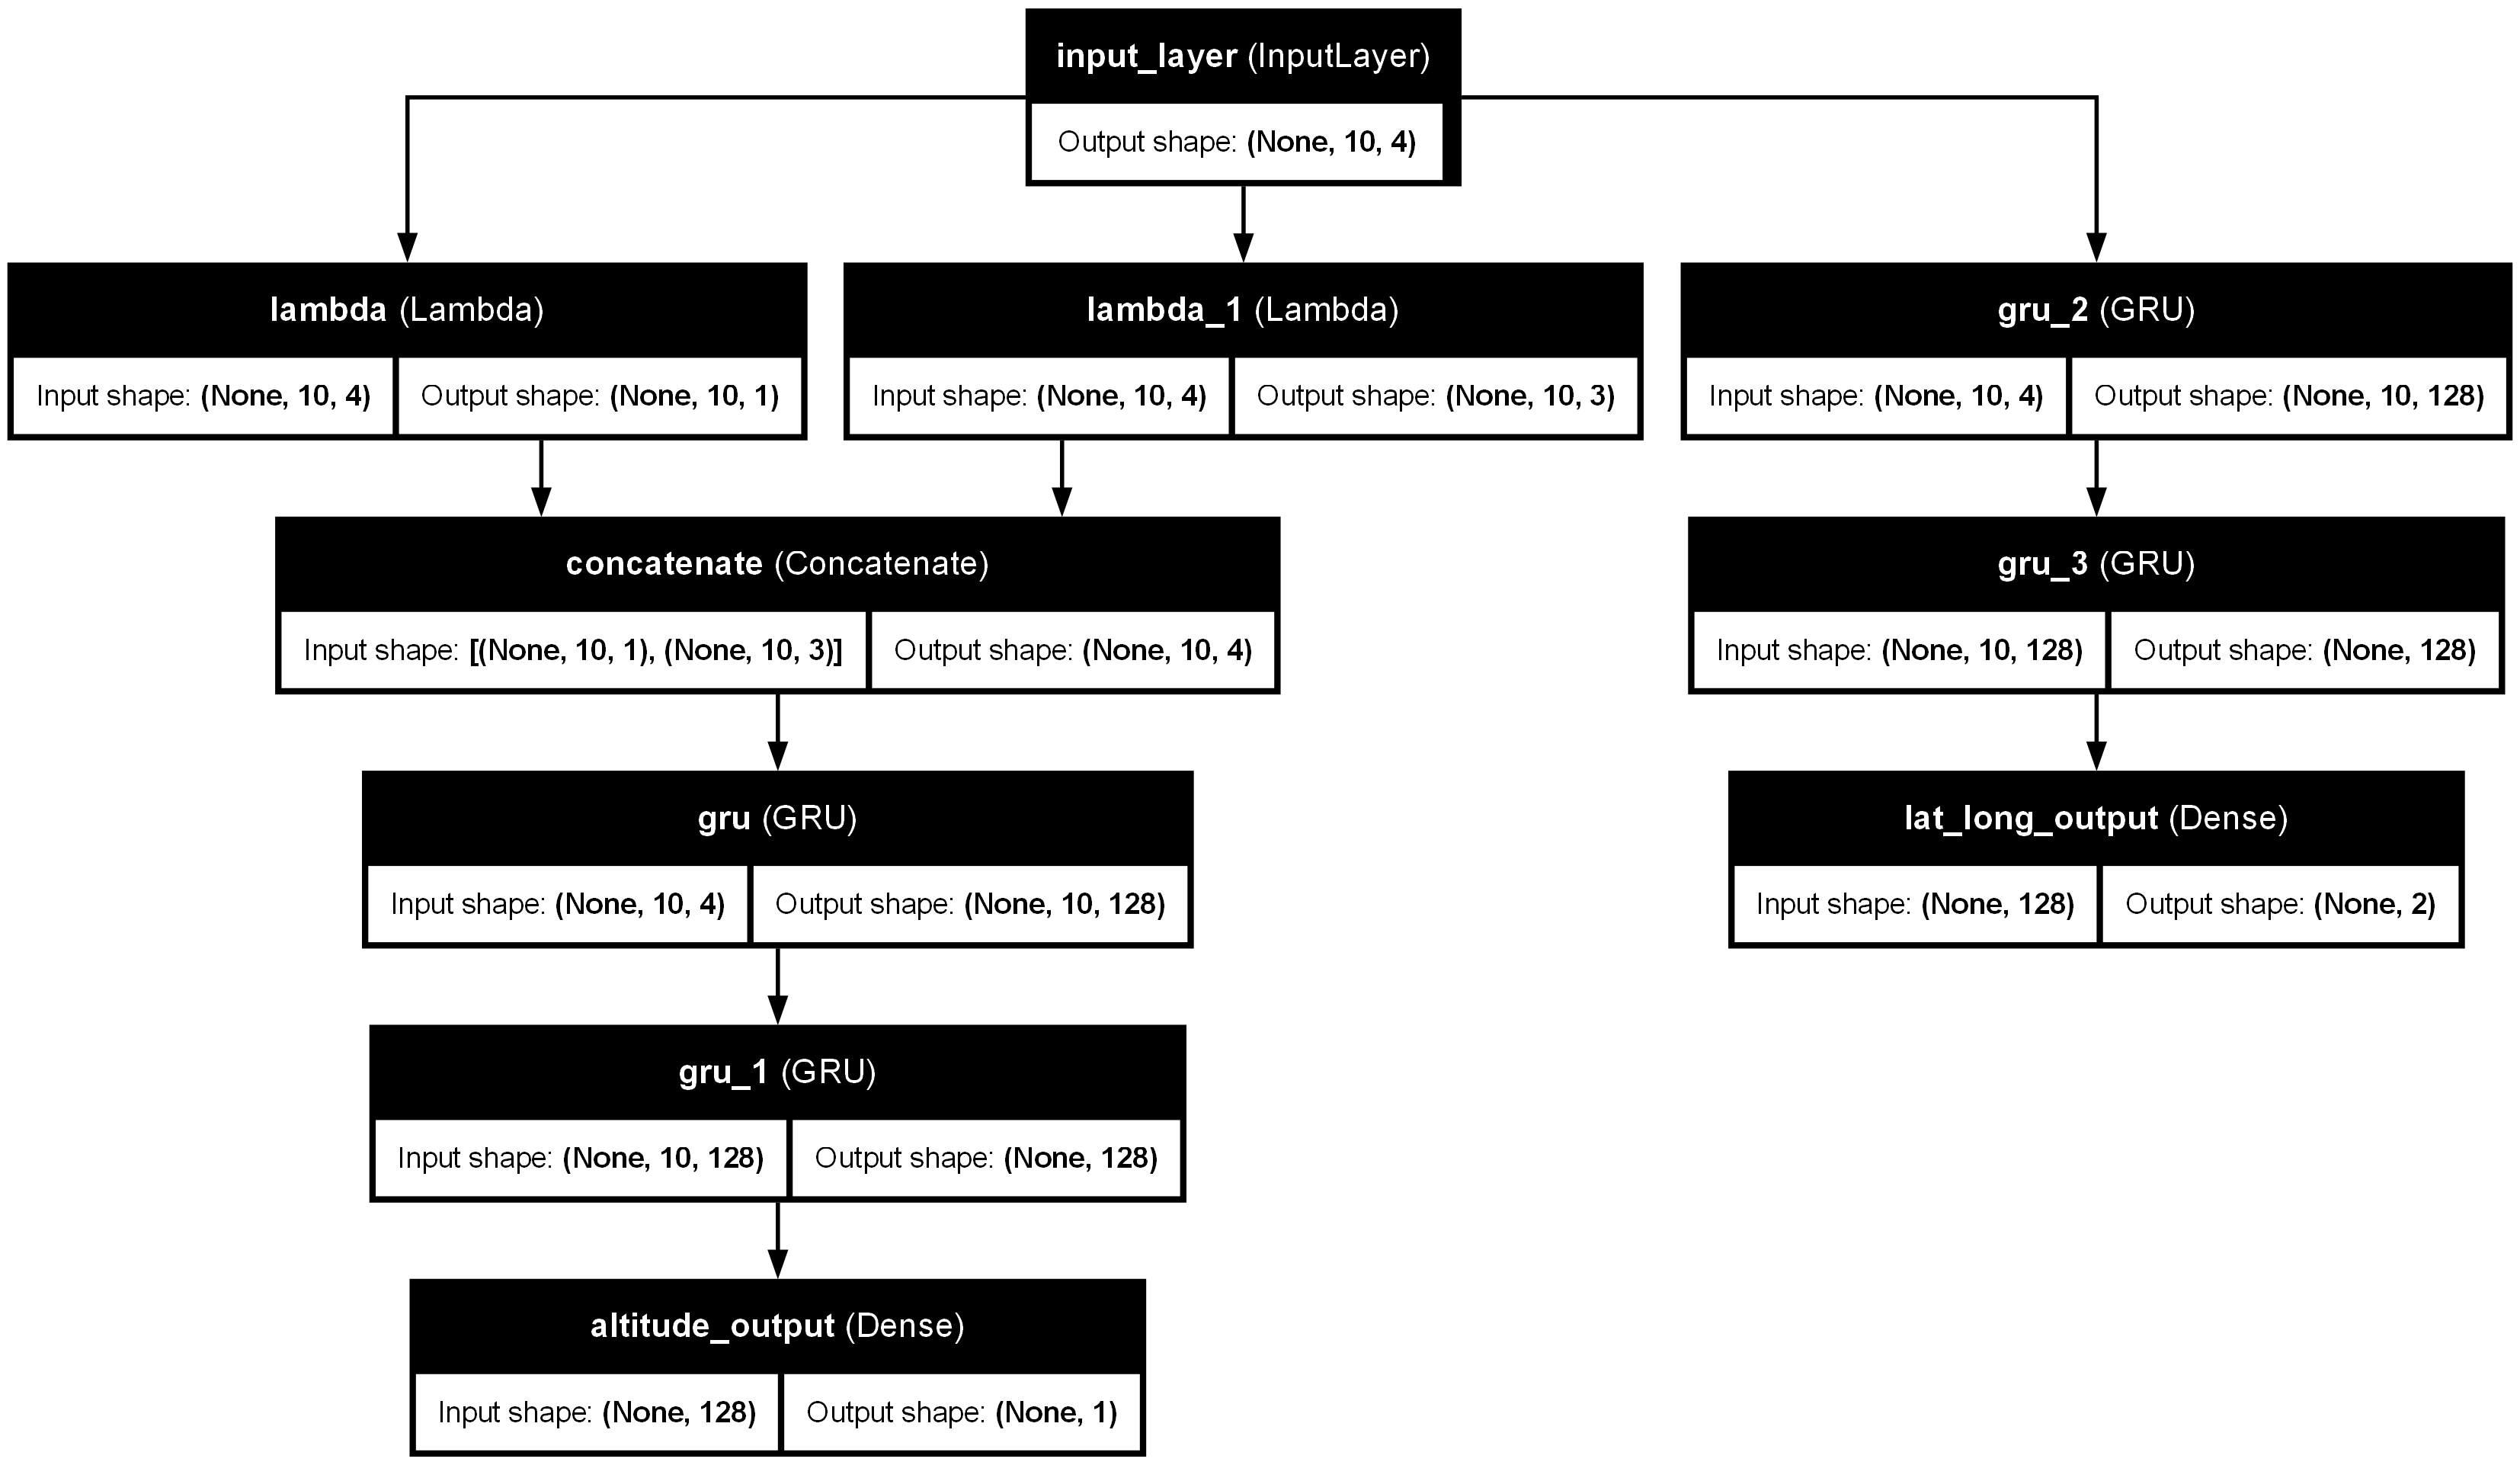 input_layer (InputLayer)
Output shape: (None, 10, 4)
lambda (Lambda)
Input shape: (None, 10, 4)
Output shape: (None, 10, 1)
lambda_1 (Lambda)
Input shape: (None, 10, 4)
Output shape: (None, 10, 3)
gru_2 (GRU)
Input shape: (None, 10, 4)
Output shape: (None, 10, 128)
concatenate (Concatenate)
Input shape: [(None, 10, 1), (None, 10, 3)]
Output shape: (None, 10, 4)
gru_3 (GRU)
Input shape: (None, 10, 128)
Output shape: (None, 128)
gru (GRU)
Input shape: (None, 10, 4)
Output shape: (None, 10, 128)
lat_long_output (Dense)
Input shape: (None, 128)
Output shape: (None, 2)
gru_1 (GRU)
Input shape: (None, 10, 128)
Output shape: (None, 128)
altitude_output (Dense)
Input shape: (None, 128)
Output shape: (None, 1)